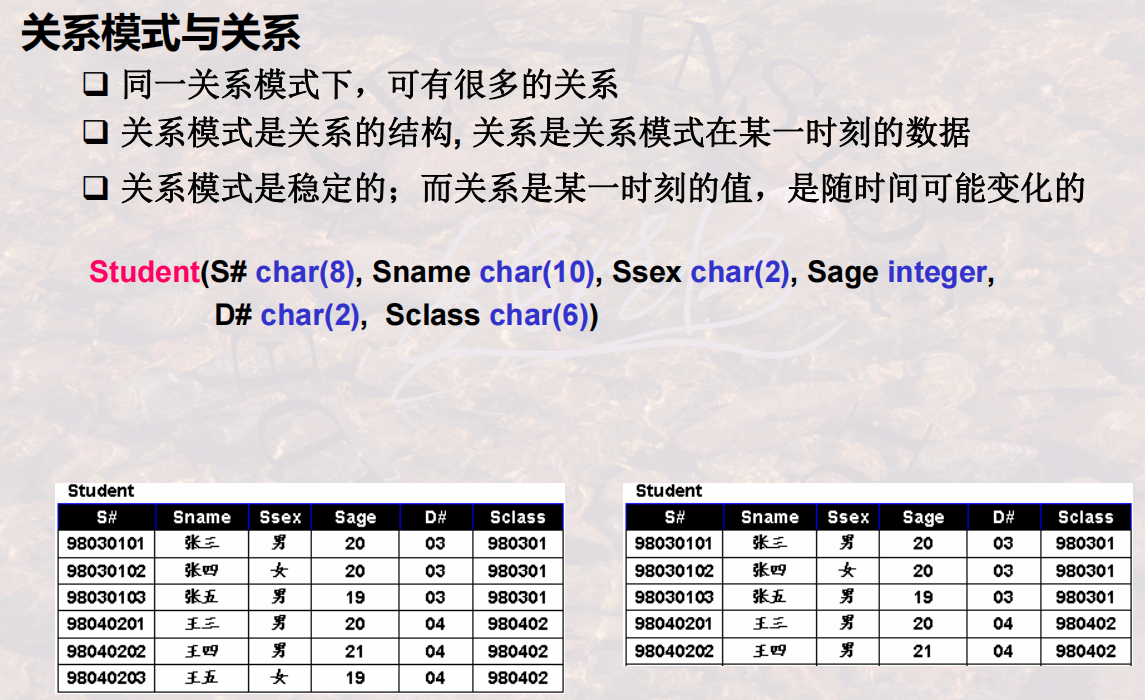 关系模式与关系
❑ 同一关系模式下，可有很多的关系
❑ 关系模式是关系的结构, 关系是关系模式在某一时刻的数据
❑ 关系模式是稳定的；而关系是某一时刻的值，是随时间可能变化的
Student(S# char(8), Sname char(10), Ssex char(2), Sage integer,
D# char(2), Sclass char(6))
Student
S# Sname Ssex Sage D# Sclass
98030101 张三 男 20 03 980301
98030102 张四 女 20 03 980301
98030103 张五 男 19 03 980301
98040201 王三 男 20 04 980402
98040202 王四 男 21 04 980402
98040203 王五 女 19 04 980402
Student
S# Sname Ssex Sage D# Sclass
98030101 张三 男 20 03 980301
98030102 张四 女 20 03 980301
98030103 张五 男 19 03 980301
98040201 王三 男 20 04 980402
98040202 王四 男 21 04 980402